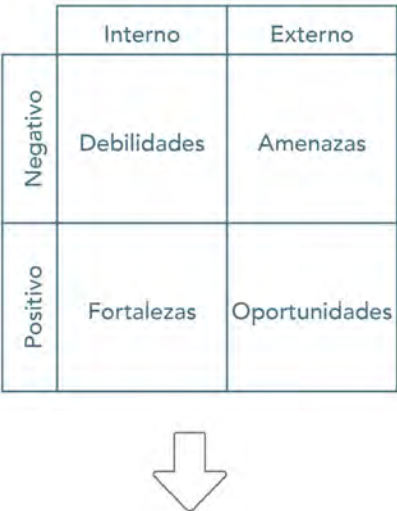 Interno Externo
Negativo Debilidades Amenazas
Positivo Fortalezas Oportunidades